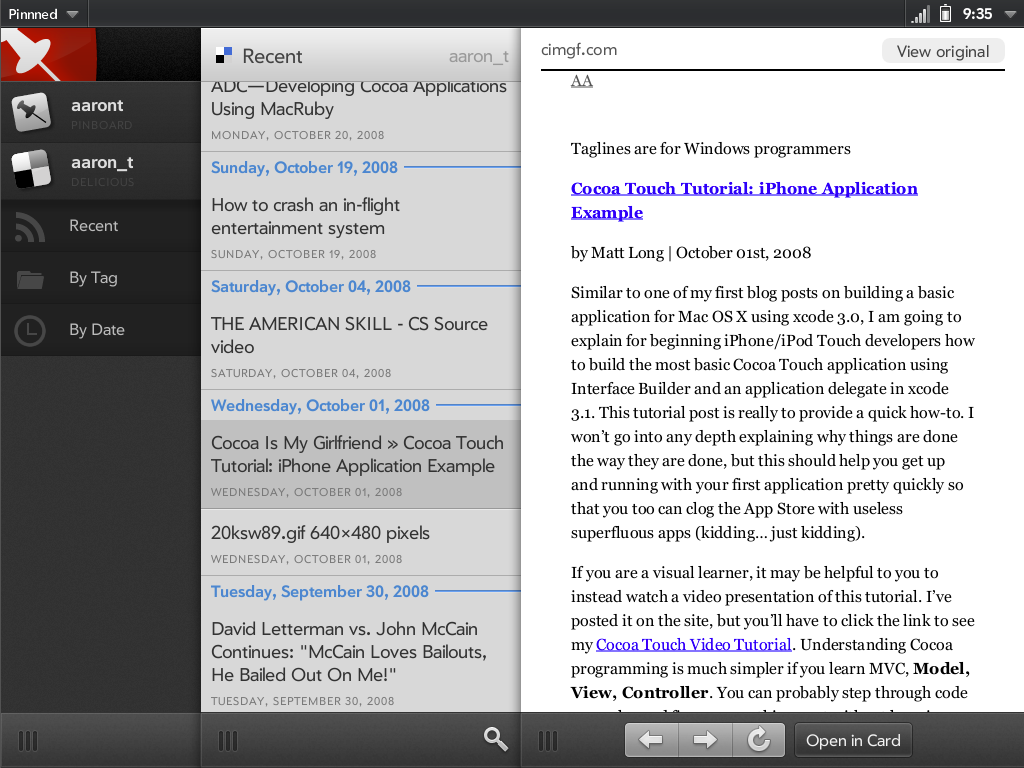 Pinnned
9:35
aaront
PINBOARD
aaron_t
DELICIOUS
Recent
By Tag
By Date
Recent
aaron_t
ADC—Developing Cocoa Applications
Using MacRuby
MONDAY, OCTOBER 20, 2008
Sunday, October 19, 2008
How to crash an in-flight
entertainment system
SUNDAY, OCTOBER 19, 2008
Saturday, October 04, 2008
THE AMERICAN SKILL - CS Source
video
SATURDAY, OCTOBER 04, 2008
Wednesday, October 01, 2008
Cocoa Is My Girlfriend » Cocoa Touch
Tutorial: iPhone Application Example
WEDNESDAY, OCTOBER 01, 2008
20ksw89.gif 640×480 pixels
WEDNESDAY, OCTOBER 01, 2008
Tuesday, September 30, 2008
David Letterman vs. John McCain
Continues: "McCain Loves Bailouts,
He Bailed Out On Me!"
TUESDAY, SEPTEMBER 30, 2008
cimgf.com
View original
AA
Taglines are for Windows programmers
Cocoa Touch Tutorial: iPhone Application
Example
by Matt Long | October 01st, 2008
Similar to one of my first blog posts on building a basic
application for Mac OS X using xcode 3.0, I am going to
explain for beginning iPhone/iPod Touch developers how
to build the most basic Cocoa Touch application using
Interface Builder and an application delegate in xcode
3.1. This tutorial post is really to provide a quick how-to. I
won't go into any depth explaining why things are done
the way they are done, but this should help you get up
and running with your first application pretty quickly so
that you too can clog the App Store with useless
superfluous apps (kidding… just kidding).
If you are a visual learner, it may be helpful to you to
instead watch a video presentation of this tutorial. I've
posted it on the site, but you'll have to click the link to see
my Cocoa Touch Video Tutorial. Understanding Cocoa
programming is much simpler if you learn MVC, Model,
View, Controller. You can probably step through code
Open in Card